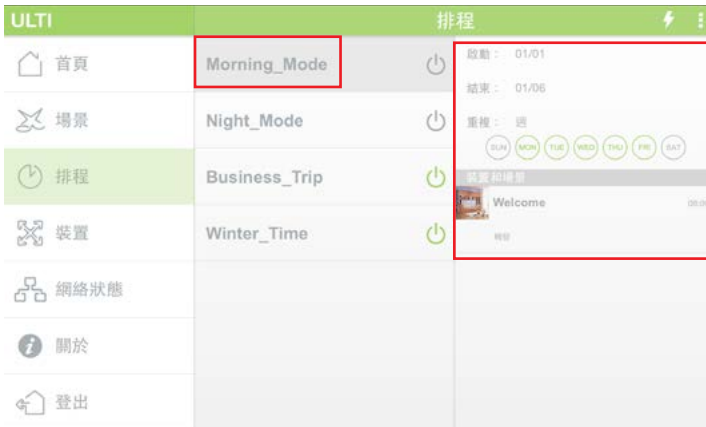 ULTI
排程
首頁
場景
排程
裝置
網絡狀態
關於
登出
Morning_Mode
Night_Mode
Business_Trip
Winter_Time
啟動： 01/01
結束： 01/06
重複： 週
SUN MON TUE WED THU FRI SAT
裝置和場景
Welcome